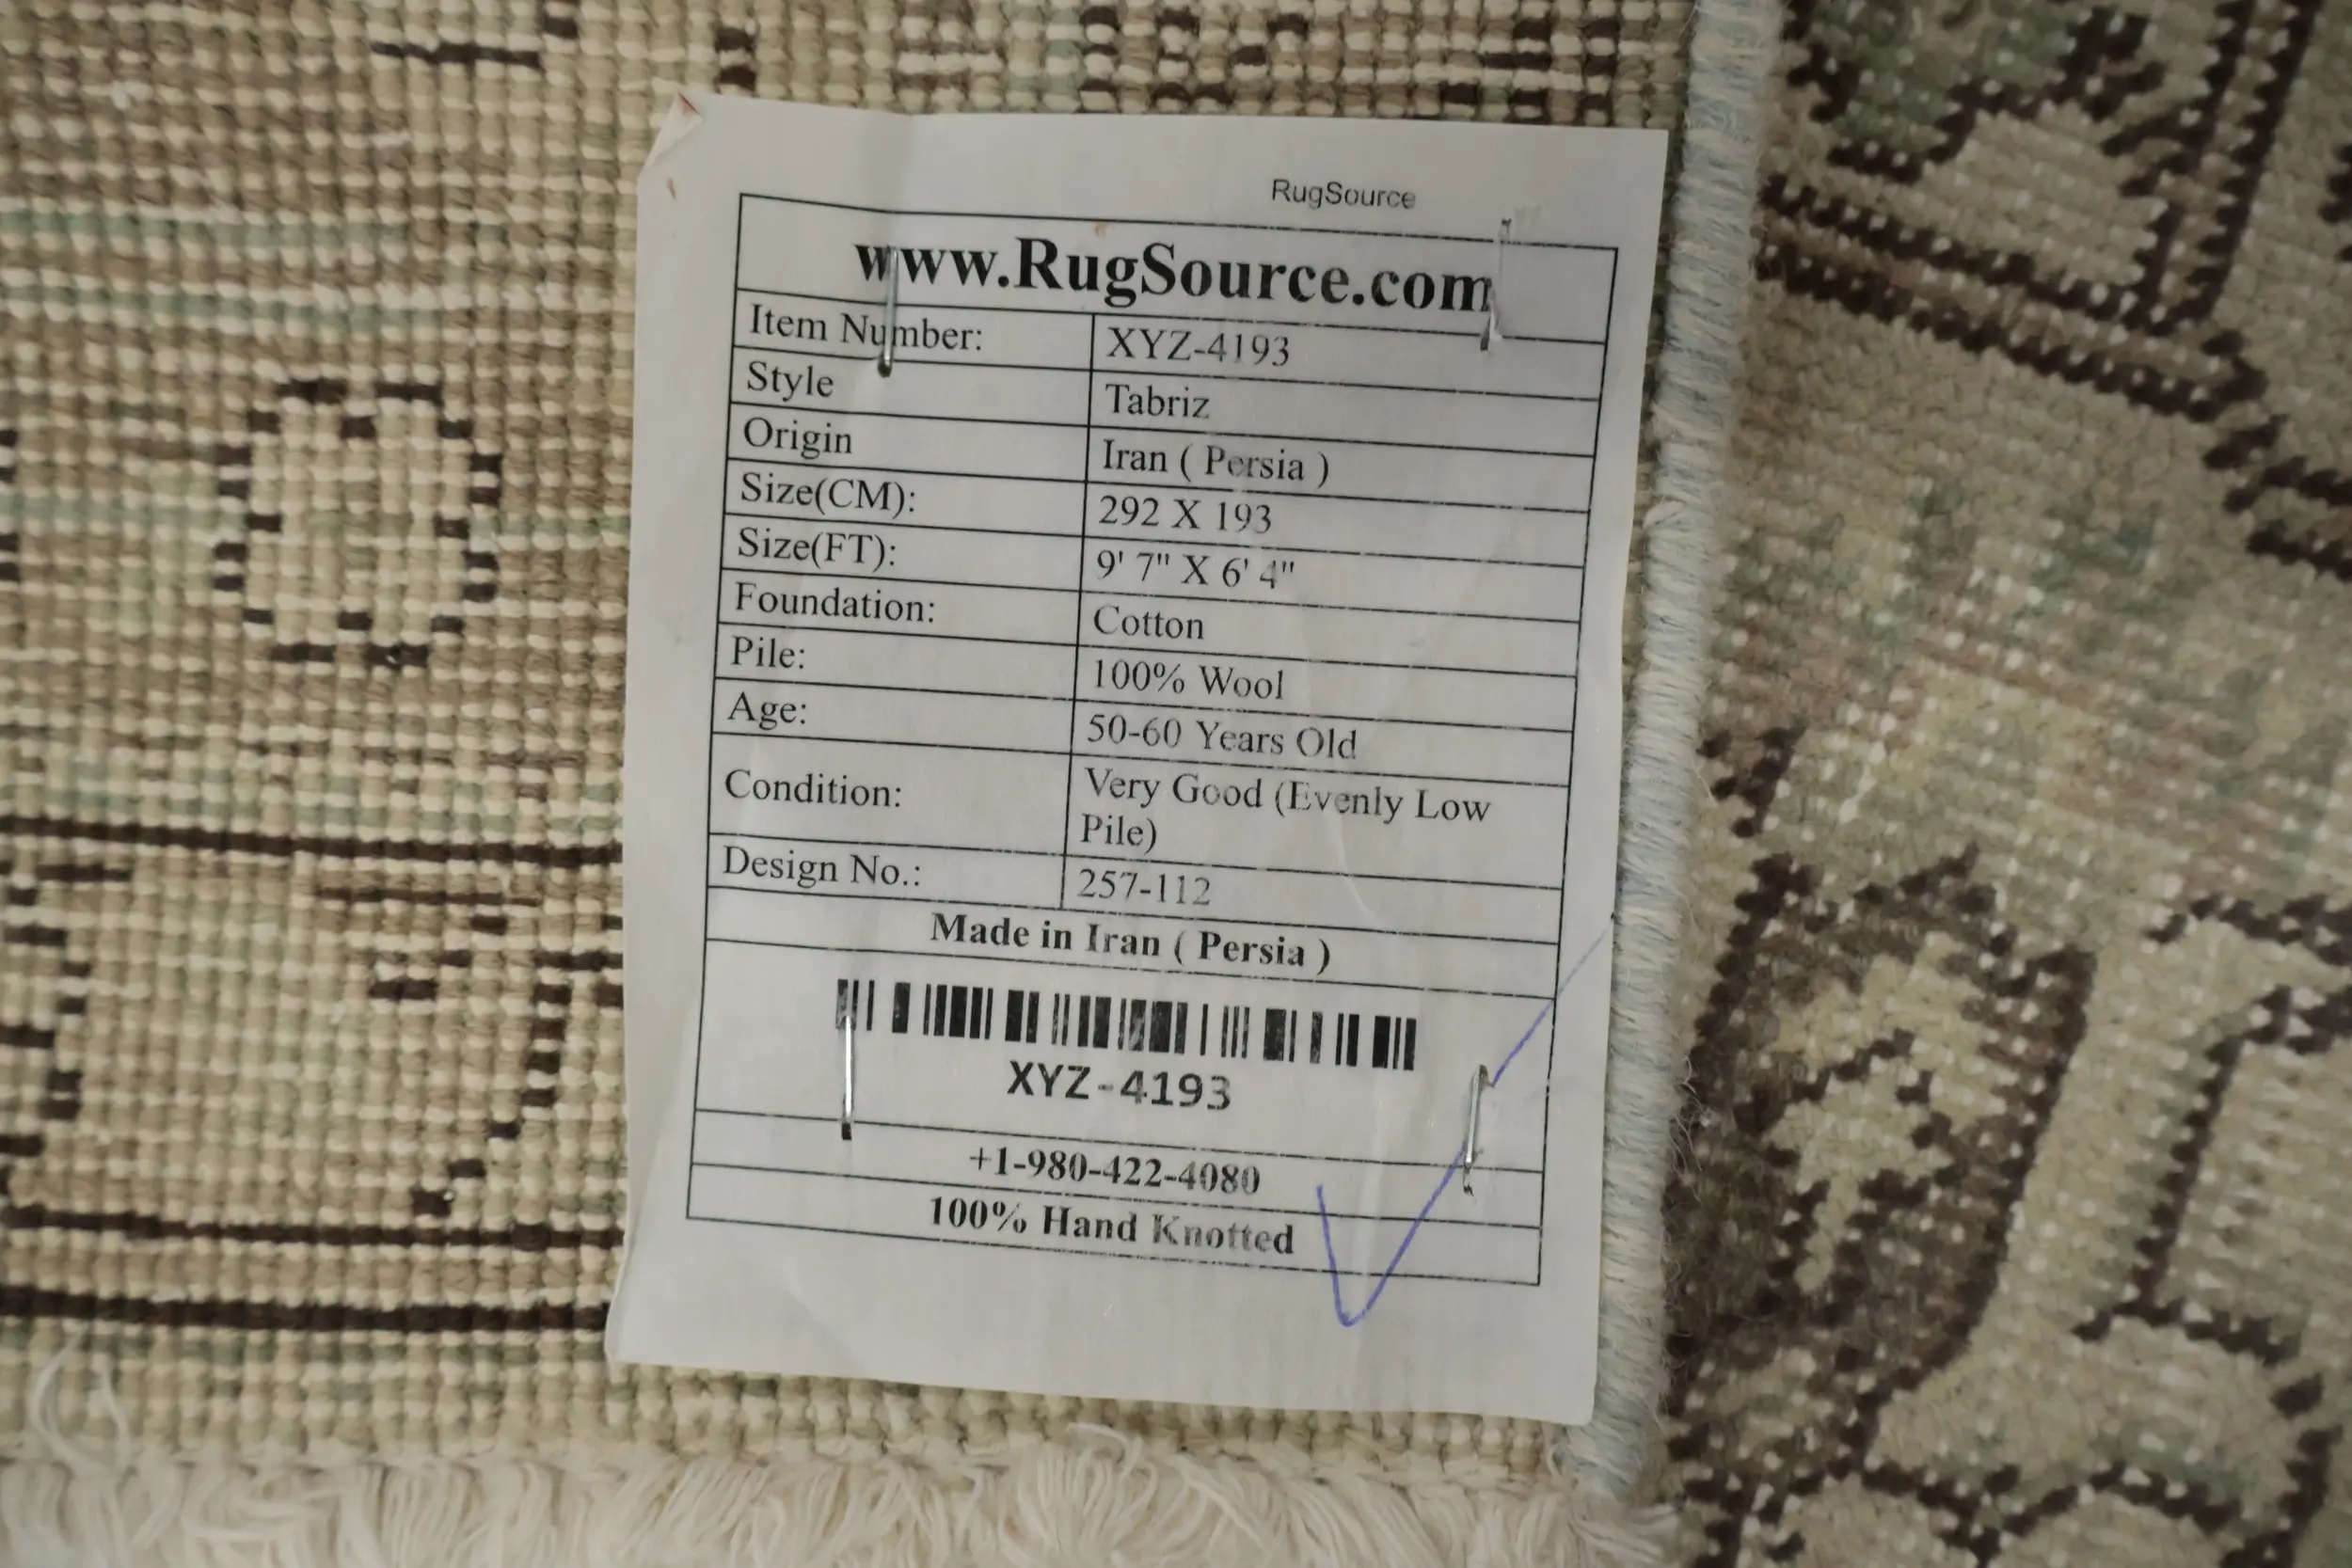 RugSource
www.RugSource.com
Item Number: XYZ-4193
Style Tabriz
Origin Iran ( Persia )
Size(CM): 292 X 193
Size(FT): 9' 7" X 6' 4"
Foundation: Cotton
Pile: 100% Wool
Age: 50-60 Years Old
Condition: Very Good (Evenly Low
Pile)
Design No.: 257-112
Made in Iran ( Persia )
XYZ-4193
+1-980-422-4080
100% Hand Knotted